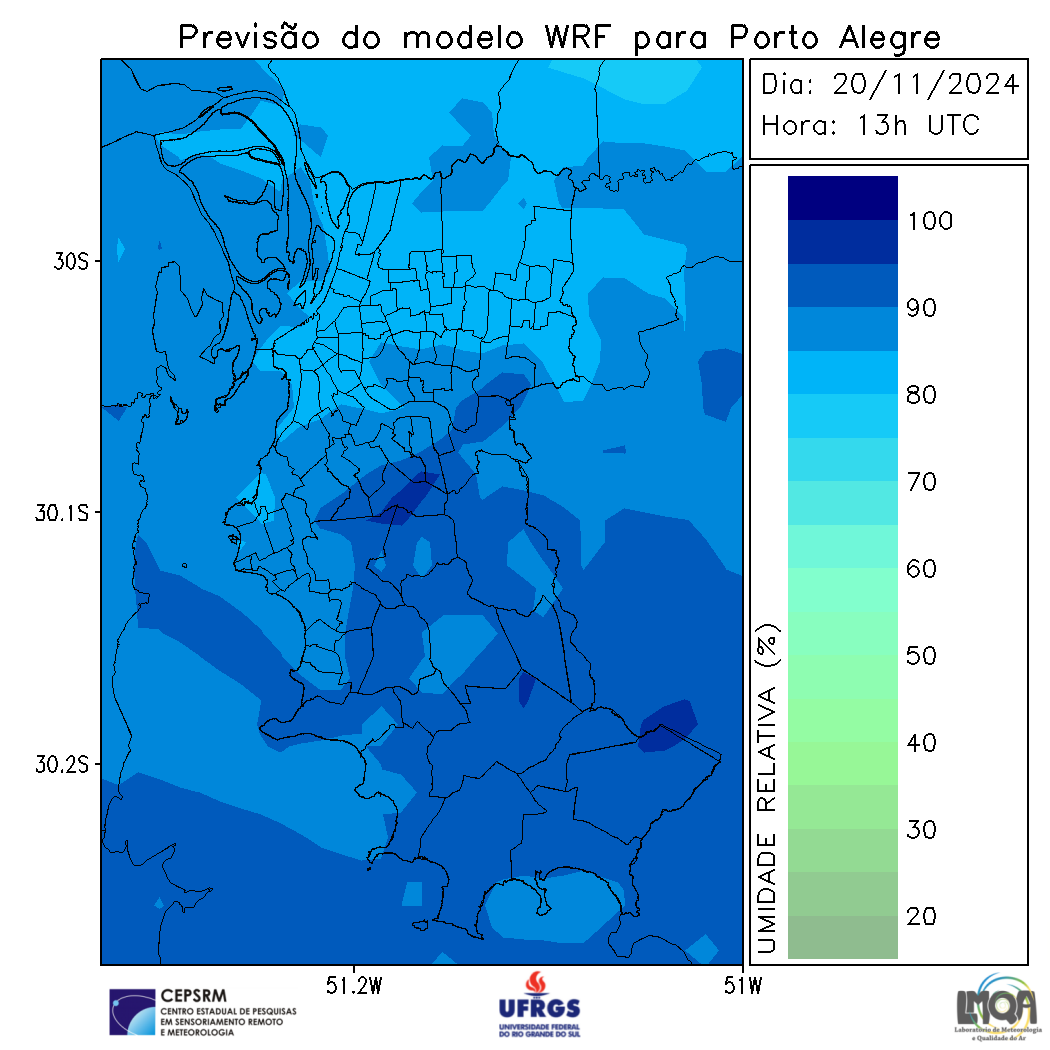 Previsão do modelo WRF para Porto Alegre
Dia: 20/11/2024
Hora: 13h UTC
30S
30.1S
30.2S
51.2W
51W
UMIDADE RELATIVA (%)
100
90
80
70
60
50
40
30
20
CEPSRM
CENTRO ESTADUAL DE PESQUISAS
EM SENSORIAMENTO REMOTO
E METEOROLOGIA
UFRGS
UNIVERSIDADE FEDERAL
DO RIO GRANDE DO SUL
LMQA
Laboratório de Meteorologia
e Qualidade do Ar